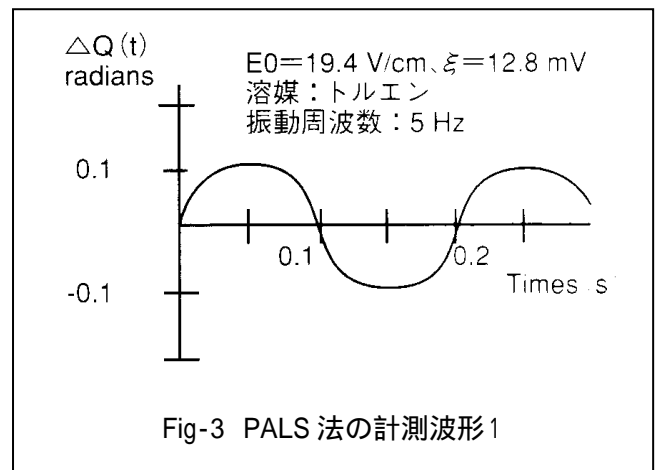 △Q (t)
radians
E0=19.4 V/cm、ξ=12.8 mV
溶媒：トルエン
振動周波数：5 Hz
0.1
0.1
0.2
-0.1
Times s
Fig-3 PALS 法の計測波形1